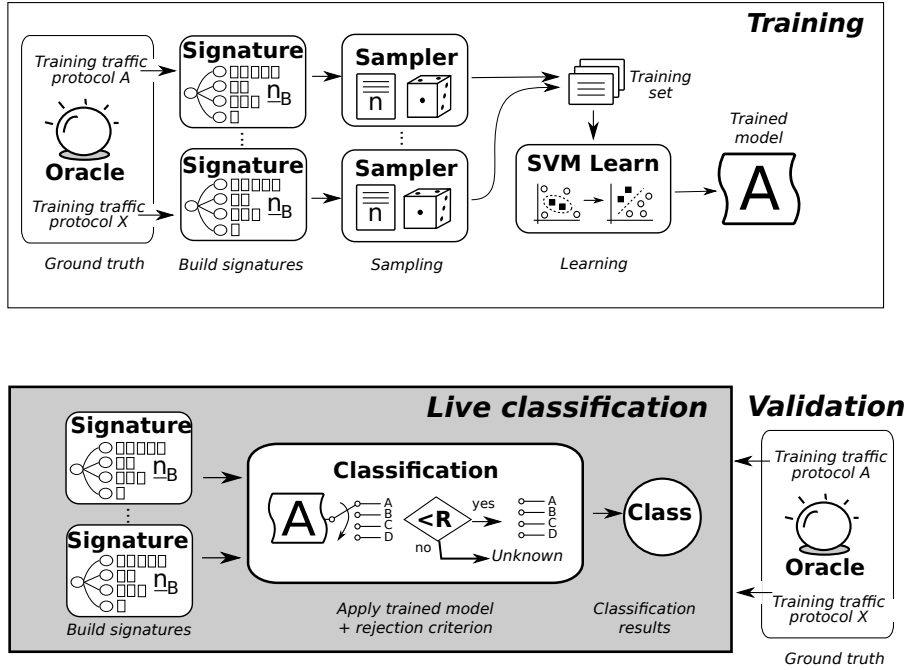 Training
Training traffic
protocol A
Oracle
Training traffic
protocol X
Ground truth
Signature
n_B
Signature
n_B
Build signatures
Sampler
n
Sampler
n
Sampling
Training
set
SVM Learn
Learning
Trained
model
A
Live classification
Signature
n_B
Signature
n_B
Build signatures
Classification
A
A
B
C
D
<R
yes
no
A
B
C
D
Unknown
Apply trained model
+ rejection criterion
Class
Classification
results
Validation
Training traffic
protocol A
Oracle
Training traffic
protocol X
Ground truth